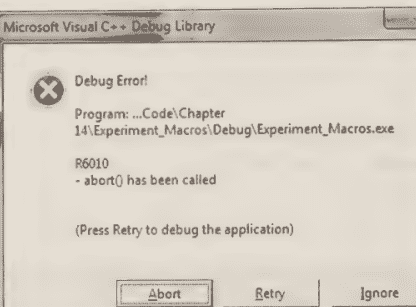 Microsoft Visual C++ Debug Library
Debug Error!
Program: ...Code\Chapter
14\Experiment_Macros\Debug\Experiment_Macros.exe
R6010
- abort() has been called
(Press Retry to debug the application)
Abort Retry Ignore